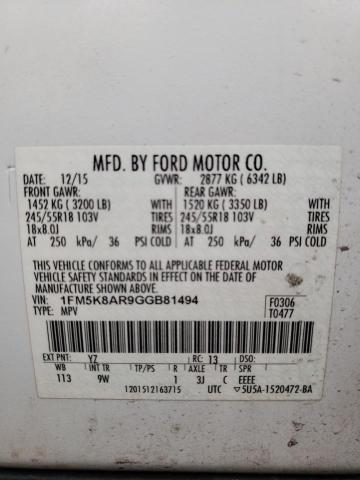 MFD. BY FORD MOTOR CO.
DATE: 12/15 GVWR: 2877 KG ( 6342 LB)
FRONT GAWR: REAR GAWR:
1452 KG ( 3200 LB) WITH 1520 KG ( 3350 LB) WITH
245/55R18 103V TIRES 245/55R18 103V TIRES
18x8.0J RIMS 18x8.0J RIMS
AT 250 kPa/ 36 PSI COLD AT 250 kPa/ 36 PSI COLD
THIS VEHICLE CONFORMS TO ALL APPLICABLE FEDERAL MOTOR
VEHICLE SAFETY AND THEFT PREVENTION STANDARDS IN EFFECT ON THE DATE OF
MANUFACTURE SHOWN ABOVE.
VIN: 1FM5K8AR9GGB81494 F0306
TYPE: MPV T0477
EXT PNT: YZ RC: 13 DSO:
WB INT TR TP/PS R AXLE TR SPR
113 9W 1 3J C EEEE
1201512163715 UTC 5U5A-1520472-BA